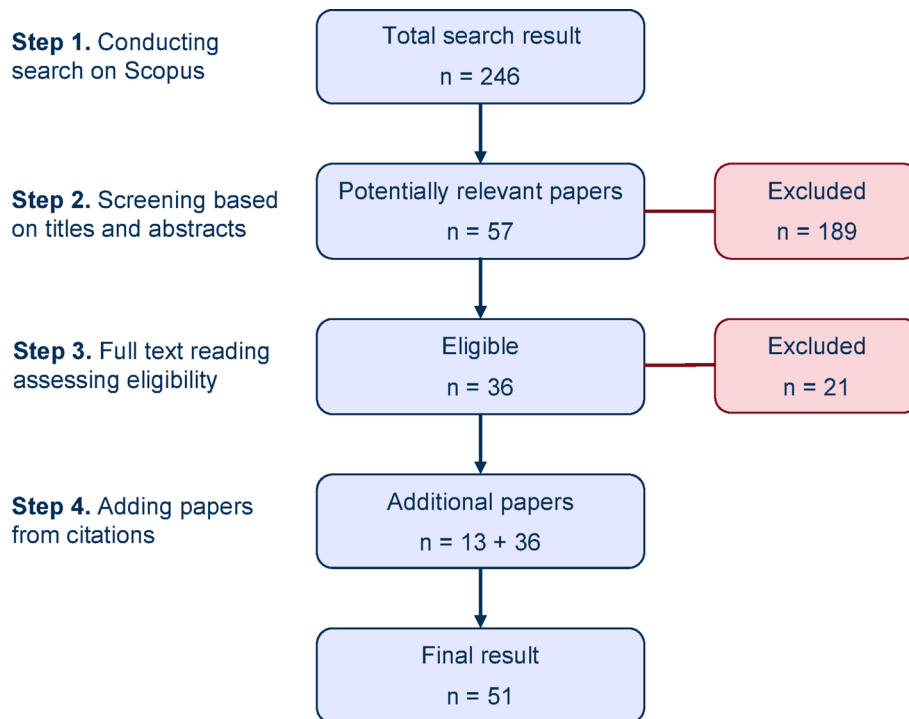 Step 1. Conducting
search on Scopus
Total search result
n = 246
Step 2. Screening based
on titles and abstracts
Potentially relevant papers
n = 57
Excluded
n = 189
Step 3. Full text reading
assessing eligibility
Eligible
n = 36
Excluded
n = 21
Step 4. Adding papers
from citations
Additional papers
n = 13 + 36
Final result
n = 51